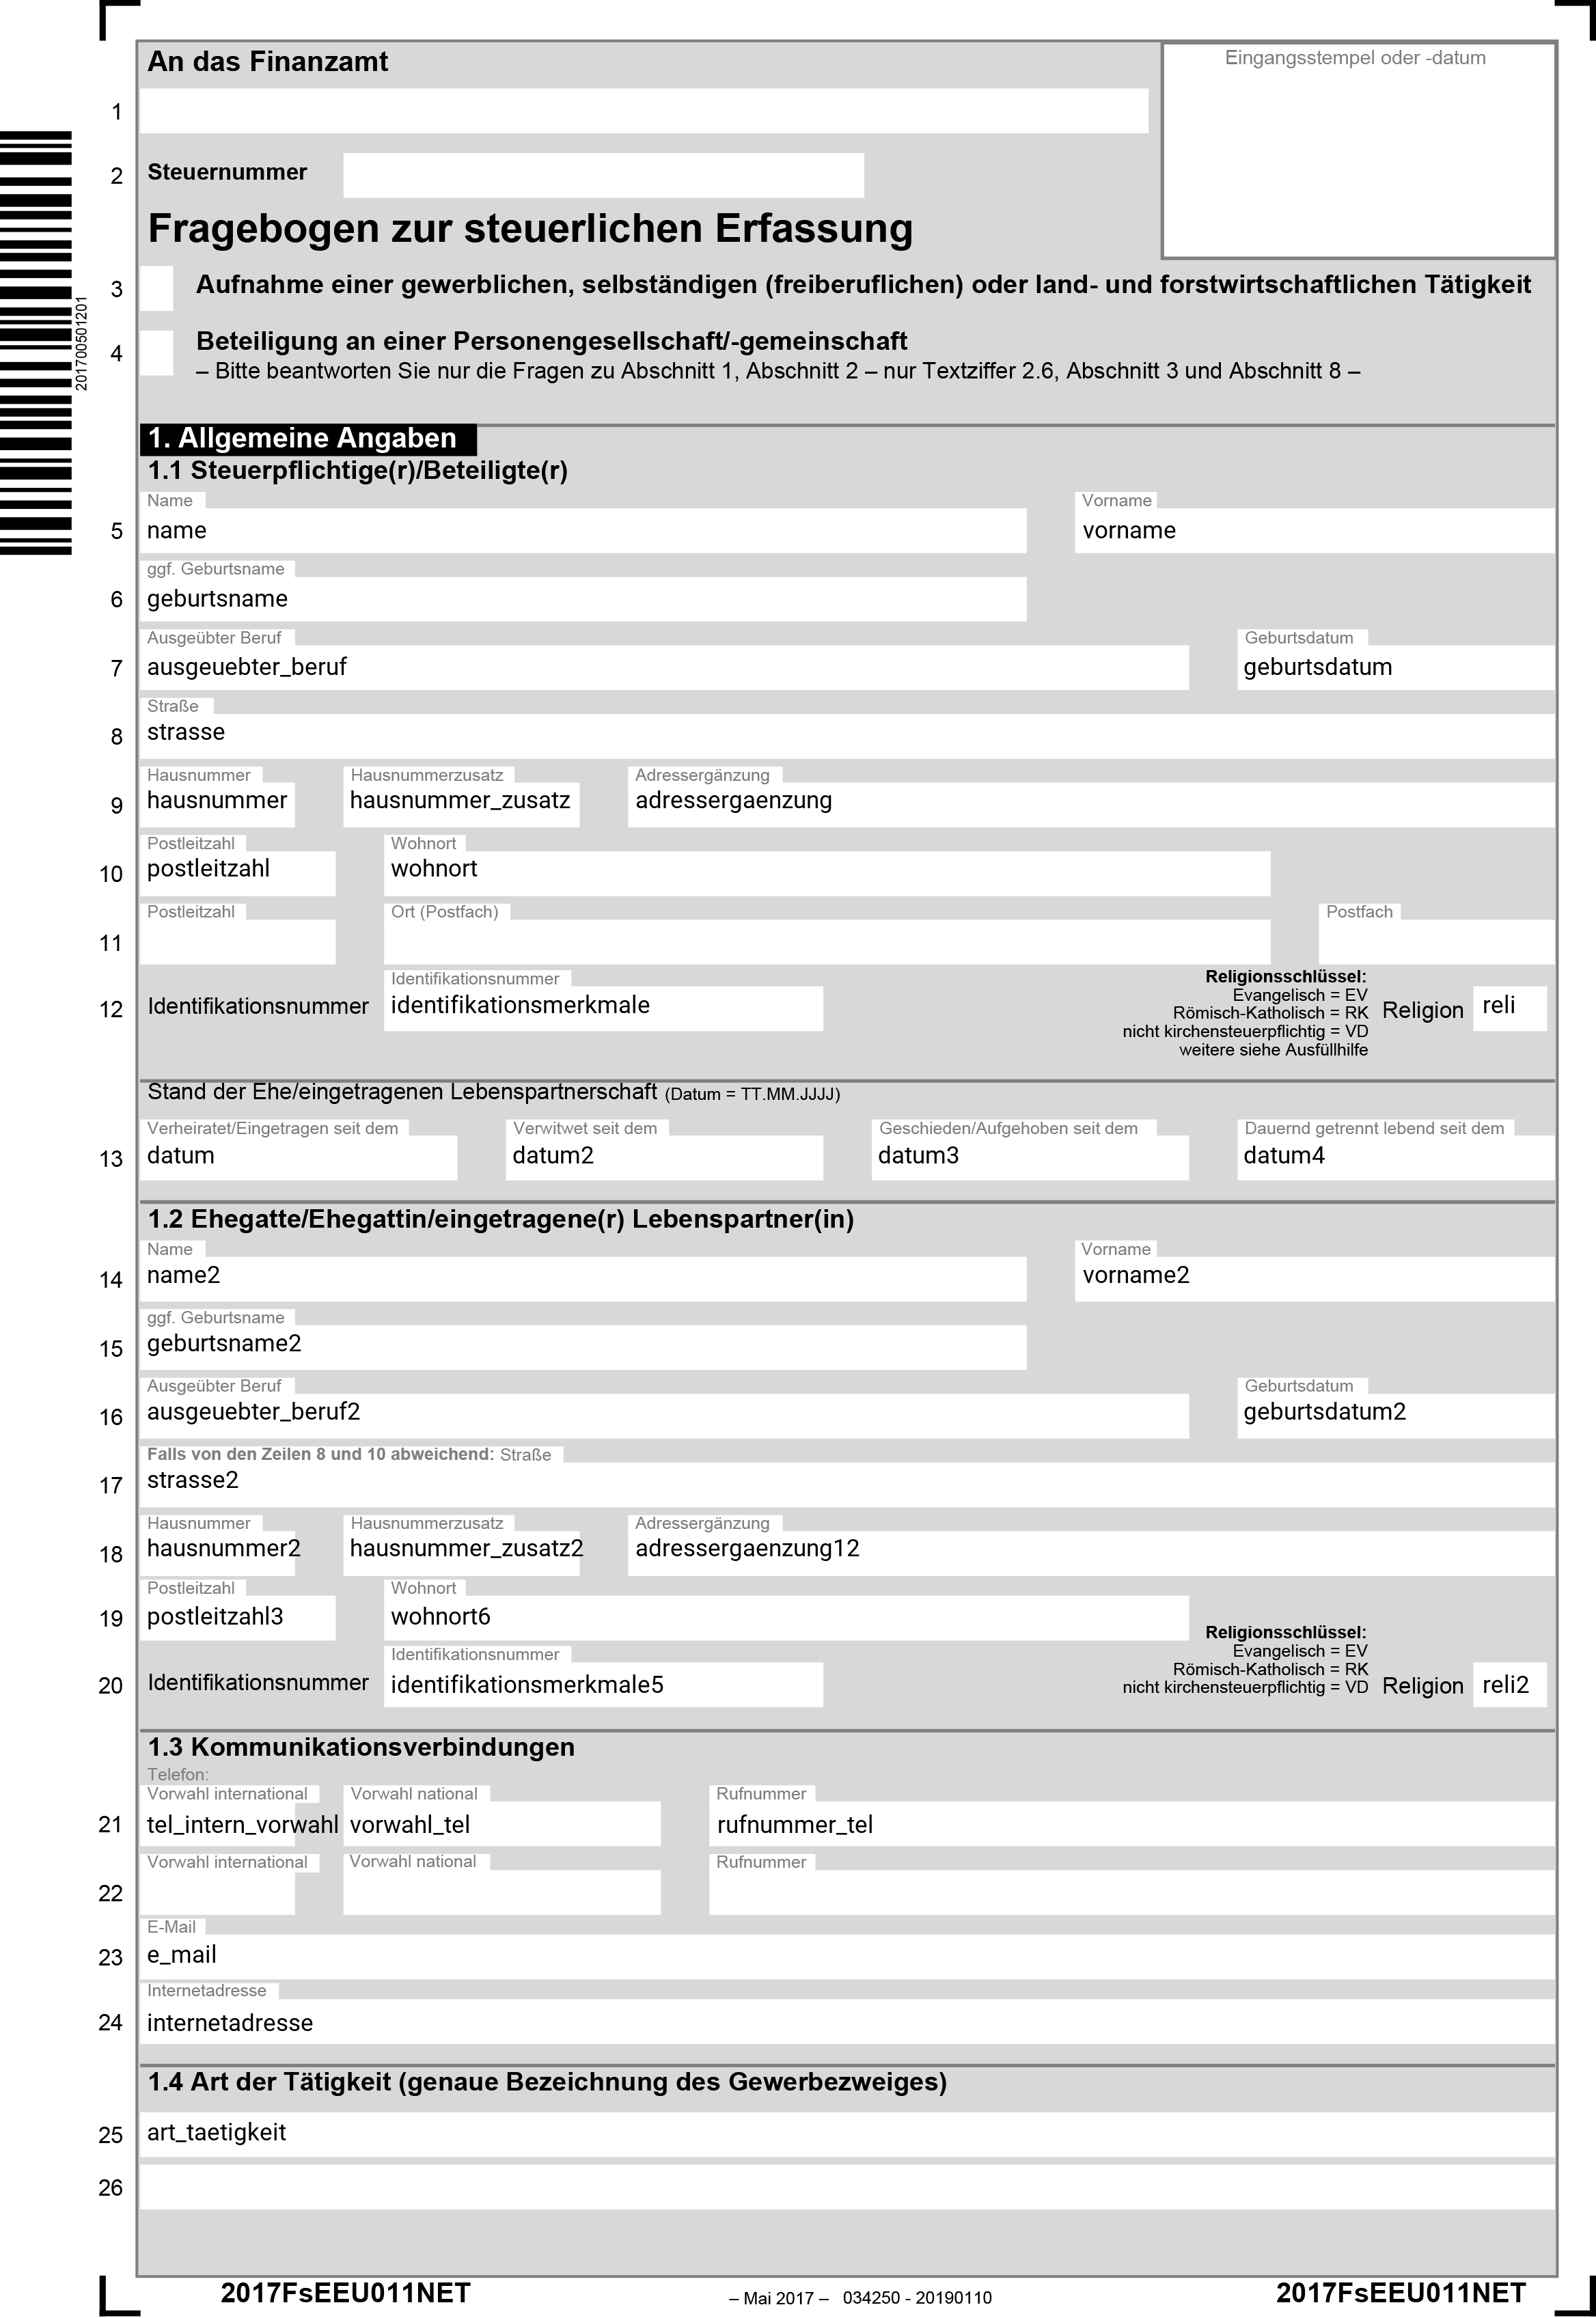 An das Finanzamt
Eingangsstempel oder -datum
1
2 Steuernummer
Fragebogen zur steuerlichen Erfassung
3 Aufnahme einer gewerblichen, selbständigen (freiberuflichen) oder land- und forstwirtschaftlichen Tätigkeit
201700501201
4 Beteiligung an einer Personengesellschaft/-gemeinschaft
– Bitte beantworten Sie nur die Fragen zu Abschnitt 1, Abschnitt 2 – nur Textziffer 2.6, Abschnitt 3 und Abschnitt 8 –
1. Allgemeine Angaben
1.1 Steuerpflichtige(r)/Beteiligte(r)
Name Vorname
5 name vorname
ggf. Geburtsname
6 geburtsname
Ausgeübter Beruf Geburtsdatum
7 ausgeuebter_beruf geburtsdatum
Straße
8 strasse
Hausnummer Hausnummerzusatz Adressergänzung
9 hausnummer hausnummer_zusatz adressergaenzung
Postleitzahl Wohnort
10 postleitzahl wohnort
Postleitzahl Ort (Postfach) Postfach
11
Identifikationsnummer
12 Identifikationsnummer identifikationsmerkmale
Religionsschlüssel:
Evangelisch = EV
Römisch-Katholisch = RK
nicht kirchensteuerpflichtig = VD
weitere siehe Ausfüllhilfe
Religion reli
Stand der Ehe/eingetragenen Lebenspartnerschaft (Datum = TT.MM.JJJJ)
Verheiratet/Eingetragen seit dem Verwitwet seit dem Geschieden/Aufgehoben seit dem Dauernd getrennt lebend seit dem
13 datum datum2 datum3 datum4
1.2 Ehegatte/Ehegattin/eingetragene(r) Lebenspartner(in)
Name Vorname
14 name2 vorname2
ggf. Geburtsname
15 geburtsname2
Ausgeübter Beruf Geburtsdatum
16 ausgeuebter_beruf2 geburtsdatum2
Falls von den Zeilen 8 und 10 abweichend: Straße
17 strasse2
Hausnummer Hausnummerzusatz Adressergänzung
18 hausnummer2 hausnummer_zusatz2 adressergaenzung12
Postleitzahl Wohnort
19 postleitzahl3 wohnort6
Identifikationsnummer
20 Identifikationsnummer identifikationsmerkmale5
Religionsschlüssel:
Evangelisch = EV
Römisch-Katholisch = RK
nicht kirchensteuerpflichtig = VD
Religion reli2
1.3 Kommunikationsverbindungen
Telefon:
Vorwahl international Vorwahl national Rufnummer
21 tel_intern_vorwahl vorwahl_tel rufnummer_tel
Vorwahl international Vorwahl national Rufnummer
22
E-Mail
23 e_mail
Internetadresse
24 internetadresse
1.4 Art der Tätigkeit (genaue Bezeichnung des Gewerbezweiges)
25 art_taetigkeit
26
2017FsEEU011NET – Mai 2017 – 034250 - 20190110 2017FsEEU011NET